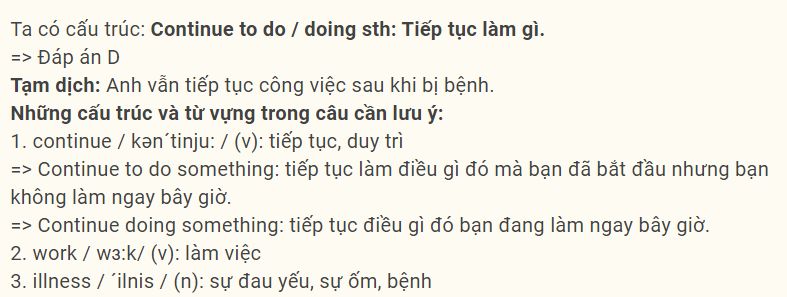 Ta có cấu trúc: Continue to do / doing sth: Tiếp tục làm gì.
=> Đáp án D
Tạm dịch: Anh vẫn tiếp tục công việc sau khi bị bệnh.
Những cấu trúc và từ vựng trong câu cần lưu ý:
1. continue / kən´tinju: / (v): tiếp tục, duy trì
=> Continue to do something: tiếp tục làm điều gì đó mà bạn đã bắt đầu nhưng bạn
không làm ngay bây giờ.
=> Continue doing something: tiếp tục điều gì đó bạn đang làm ngay bây giờ.
2. work / wɜ:k/ (v): làm việc
3. illness / ´ilnis / (n): sự đau yếu, sự ốm, bệnh